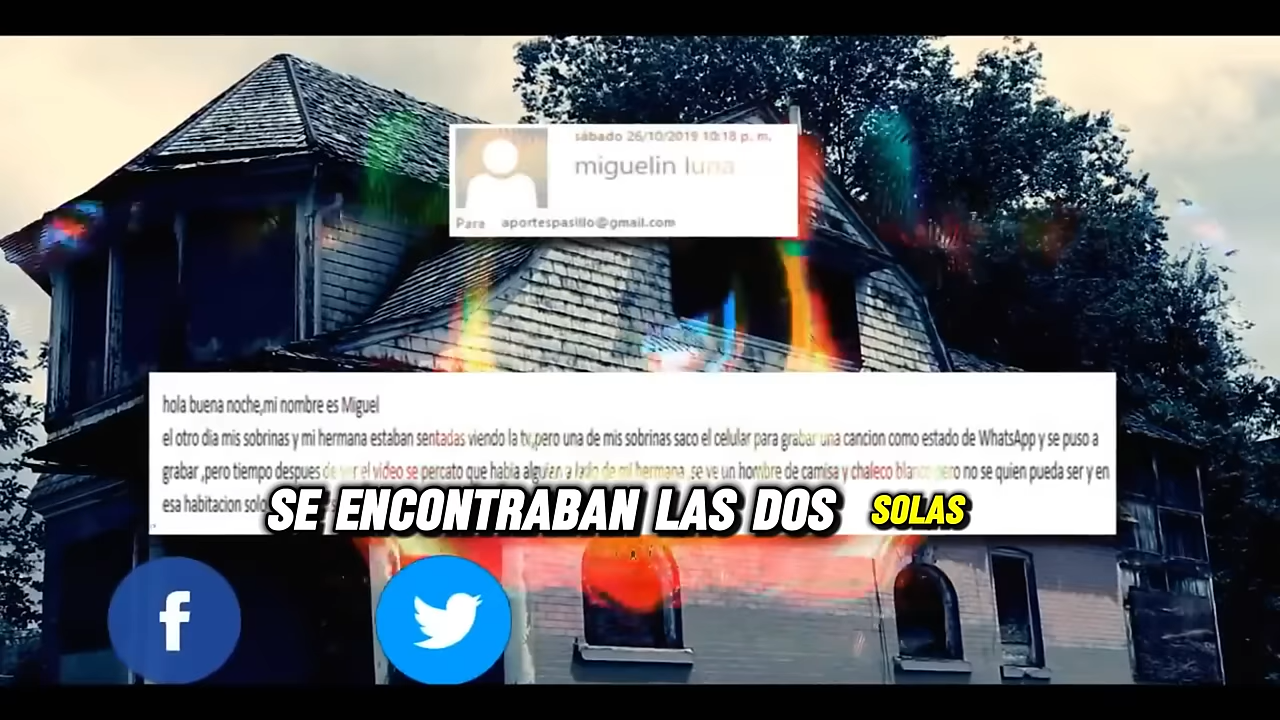 sábado 26/10/2019 10:18 p. m.
miguelin luna
Para aportespasillo@gmail.com
hola buena noche,mi nombre es Miguel
el otro dia mis sobrinas y mi hermana estaban sentadas viendo la tv,pero una de mis sobrinas saco el celular para grabar una cancion como estado de WhatsApp y se puso a
grabar ,pero tiempo despues de ver el video se percato que habia alguien a lado de mi hermana ,se ve un hombre de camisa y chaleco blanco pero no se quien pueda ser y en
esa habitacion solo
SE ENCONTRABAN LAS DOS SOLAS